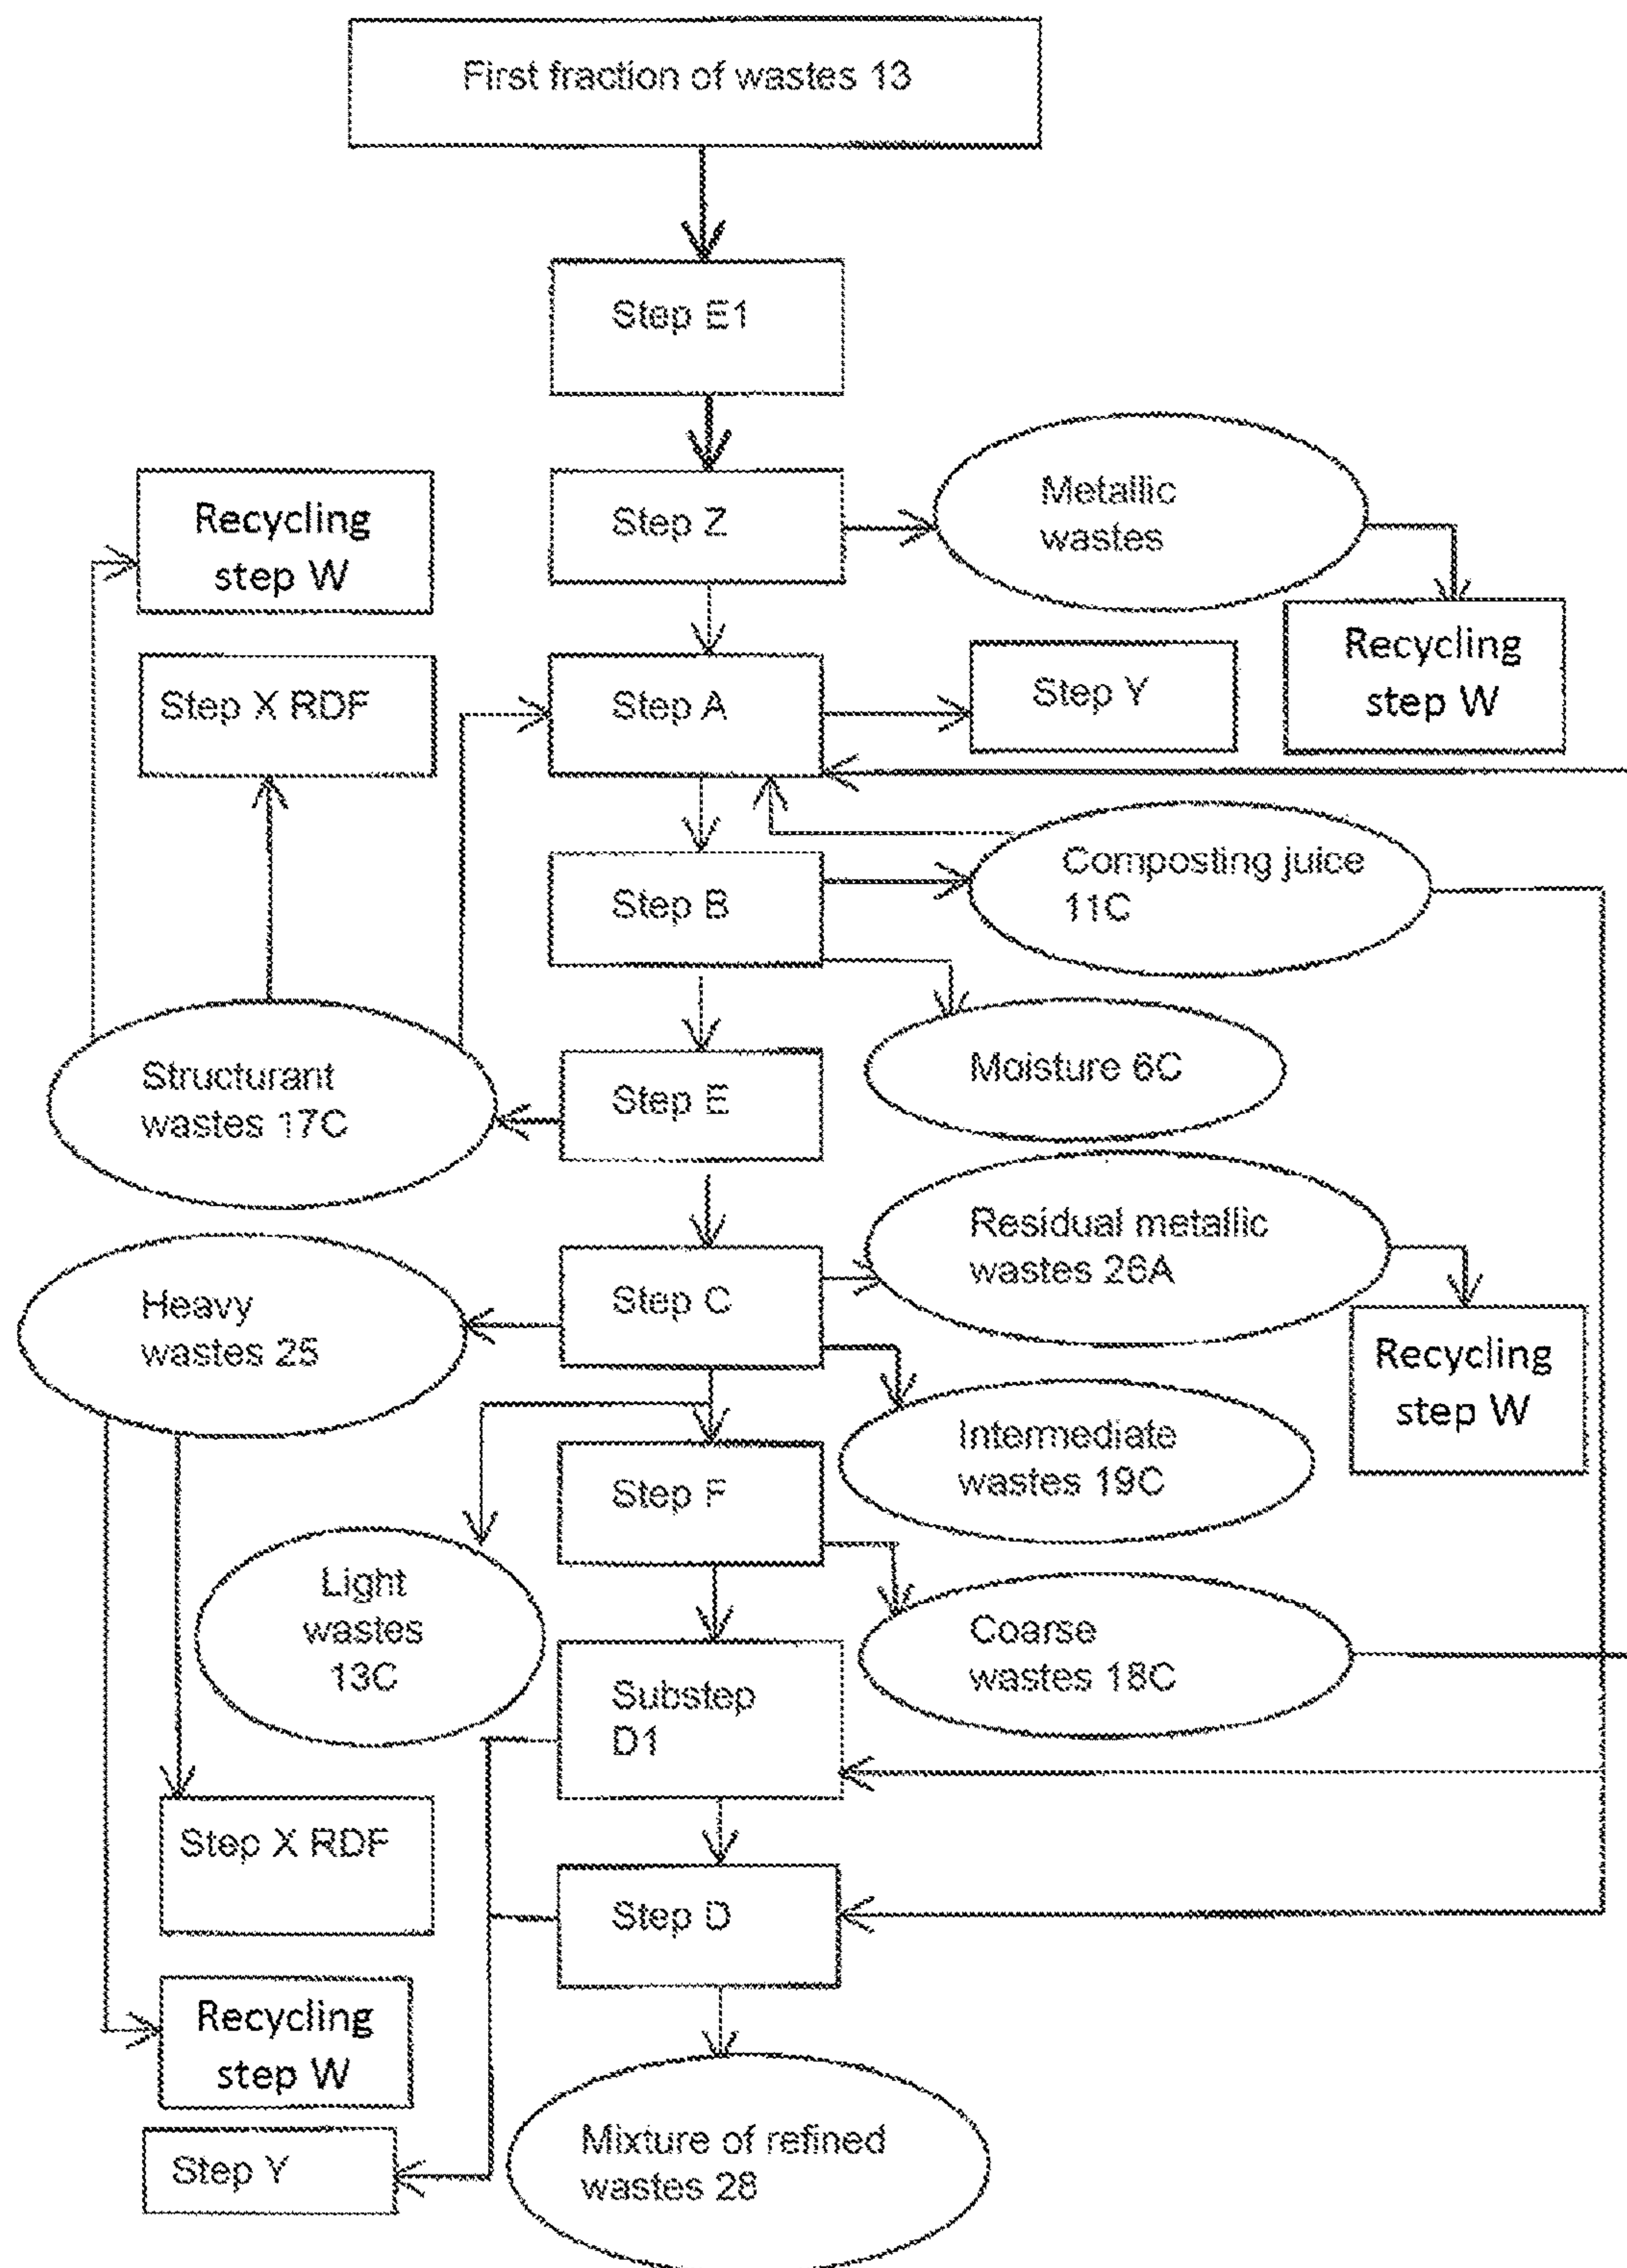 First fraction of wastes 13
Step E1
Recycling
step W
Step Z
Metallic
wastes
Recycling
step W
Step X RDF
Step A
Step Y
Composting juice
11C
Step B
Moisture 6C
Structurant
wastes 17C
Step E
Residual metallic
wastes 26A
Heavy
wastes 25
Step C
Recycling
step W
Intermediate
wastes 19C
Step F
Light
wastes
13C
Coarse
wastes 18C
Substep
D1
Step X RDF
Step D
Recycling
step W
Mixture of refined
wastes 28
Step Y